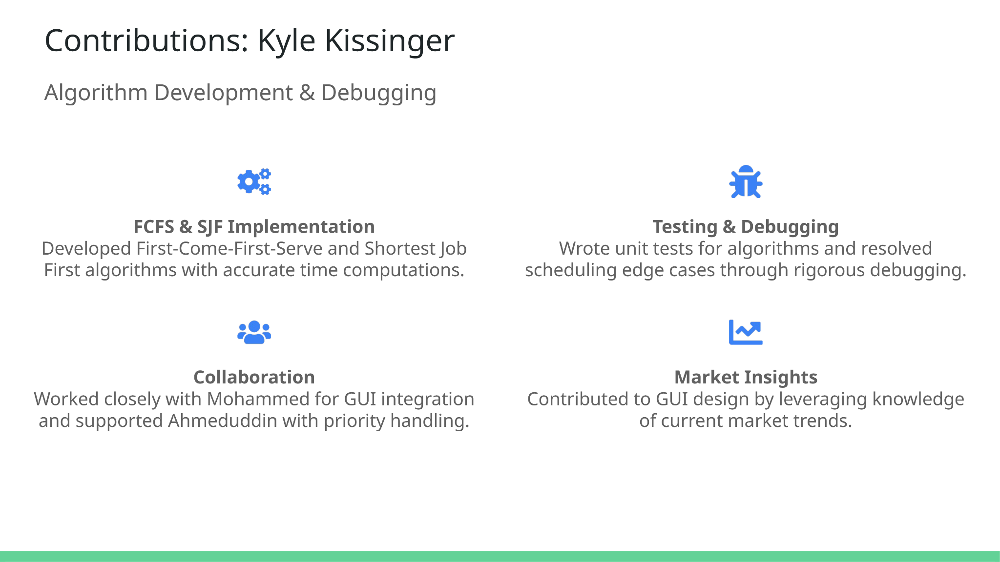 Contributions: Kyle Kissinger
Algorithm Development & Debugging
FCFS & SJF Implementation
Developed First-Come-First-Serve and Shortest Job
First algorithms with accurate time computations.
Testing & Debugging
Wrote unit tests for algorithms and resolved
scheduling edge cases through rigorous debugging.
Collaboration
Worked closely with Mohammed for GUI integration
and supported Ahmeduddin with priority handling.
Market Insights
Contributed to GUI design by leveraging knowledge
of current market trends.